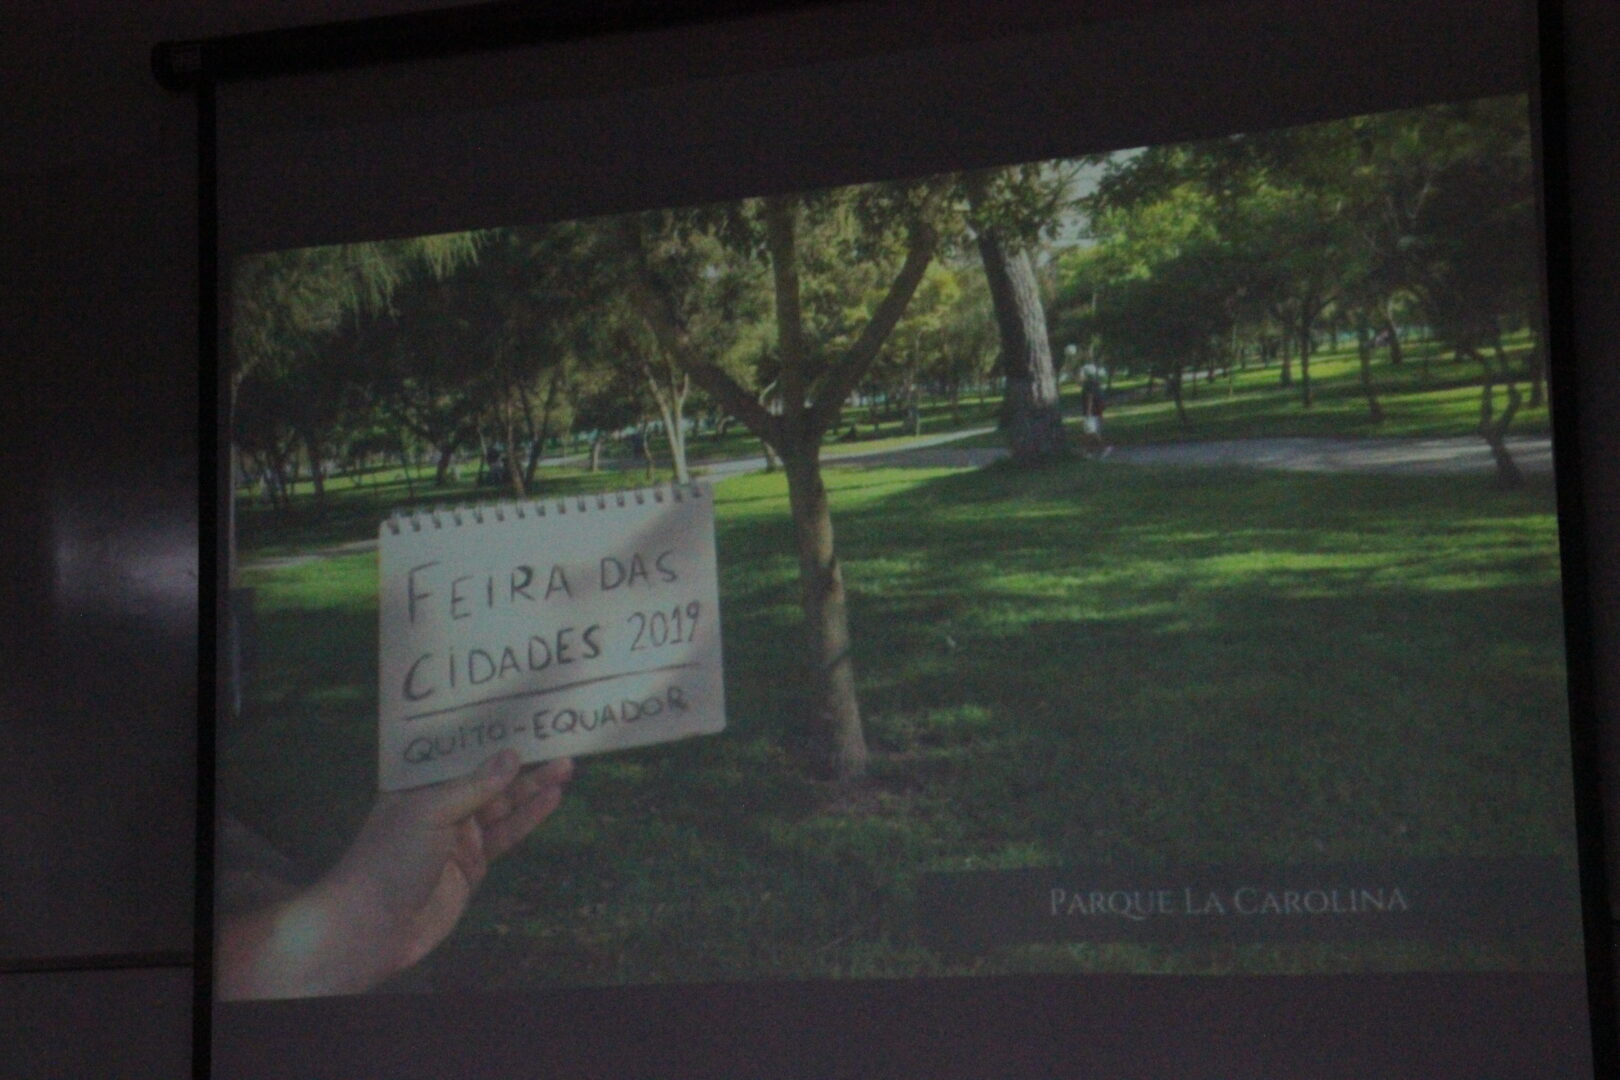 FEIRA DAS
CIDADES 2019
QUITO-EQUADOR
PARQUE LA CAROLINA